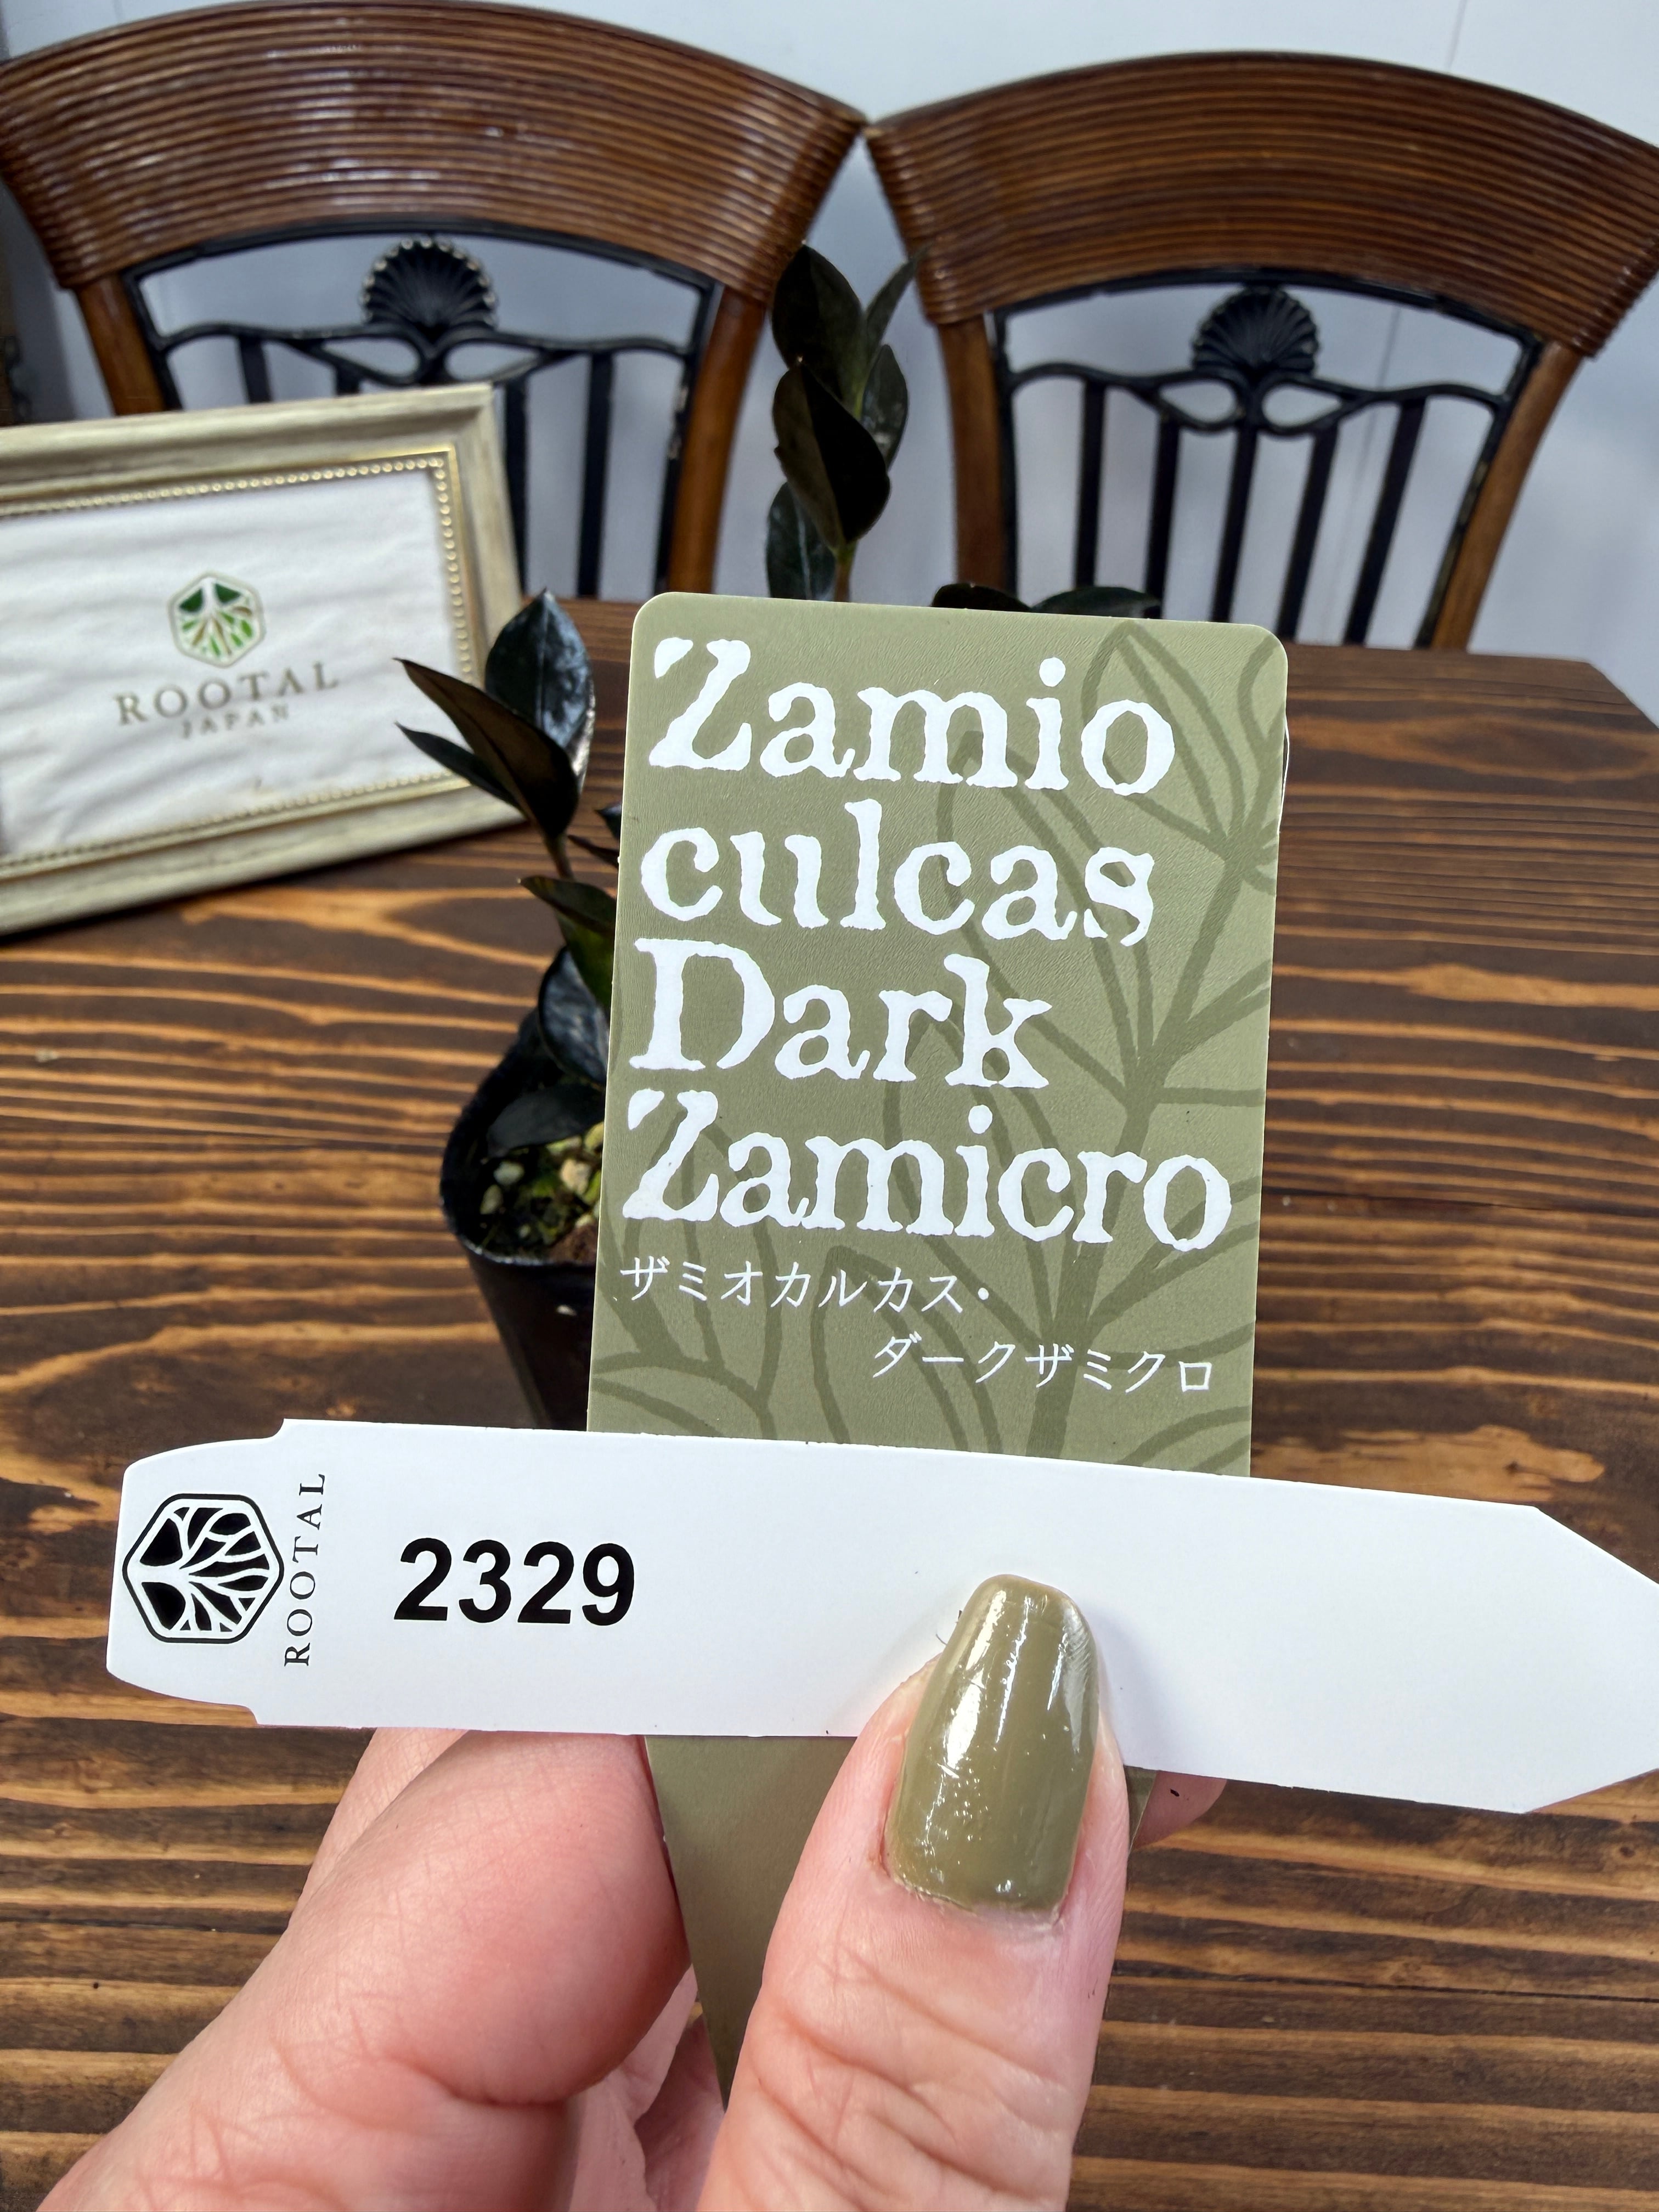 ROOTAL
JAPAN
Zamio
culcas
Dark
Zamicro
ザミオカルカス・
ダークザミクロ
ROOTAL
2329